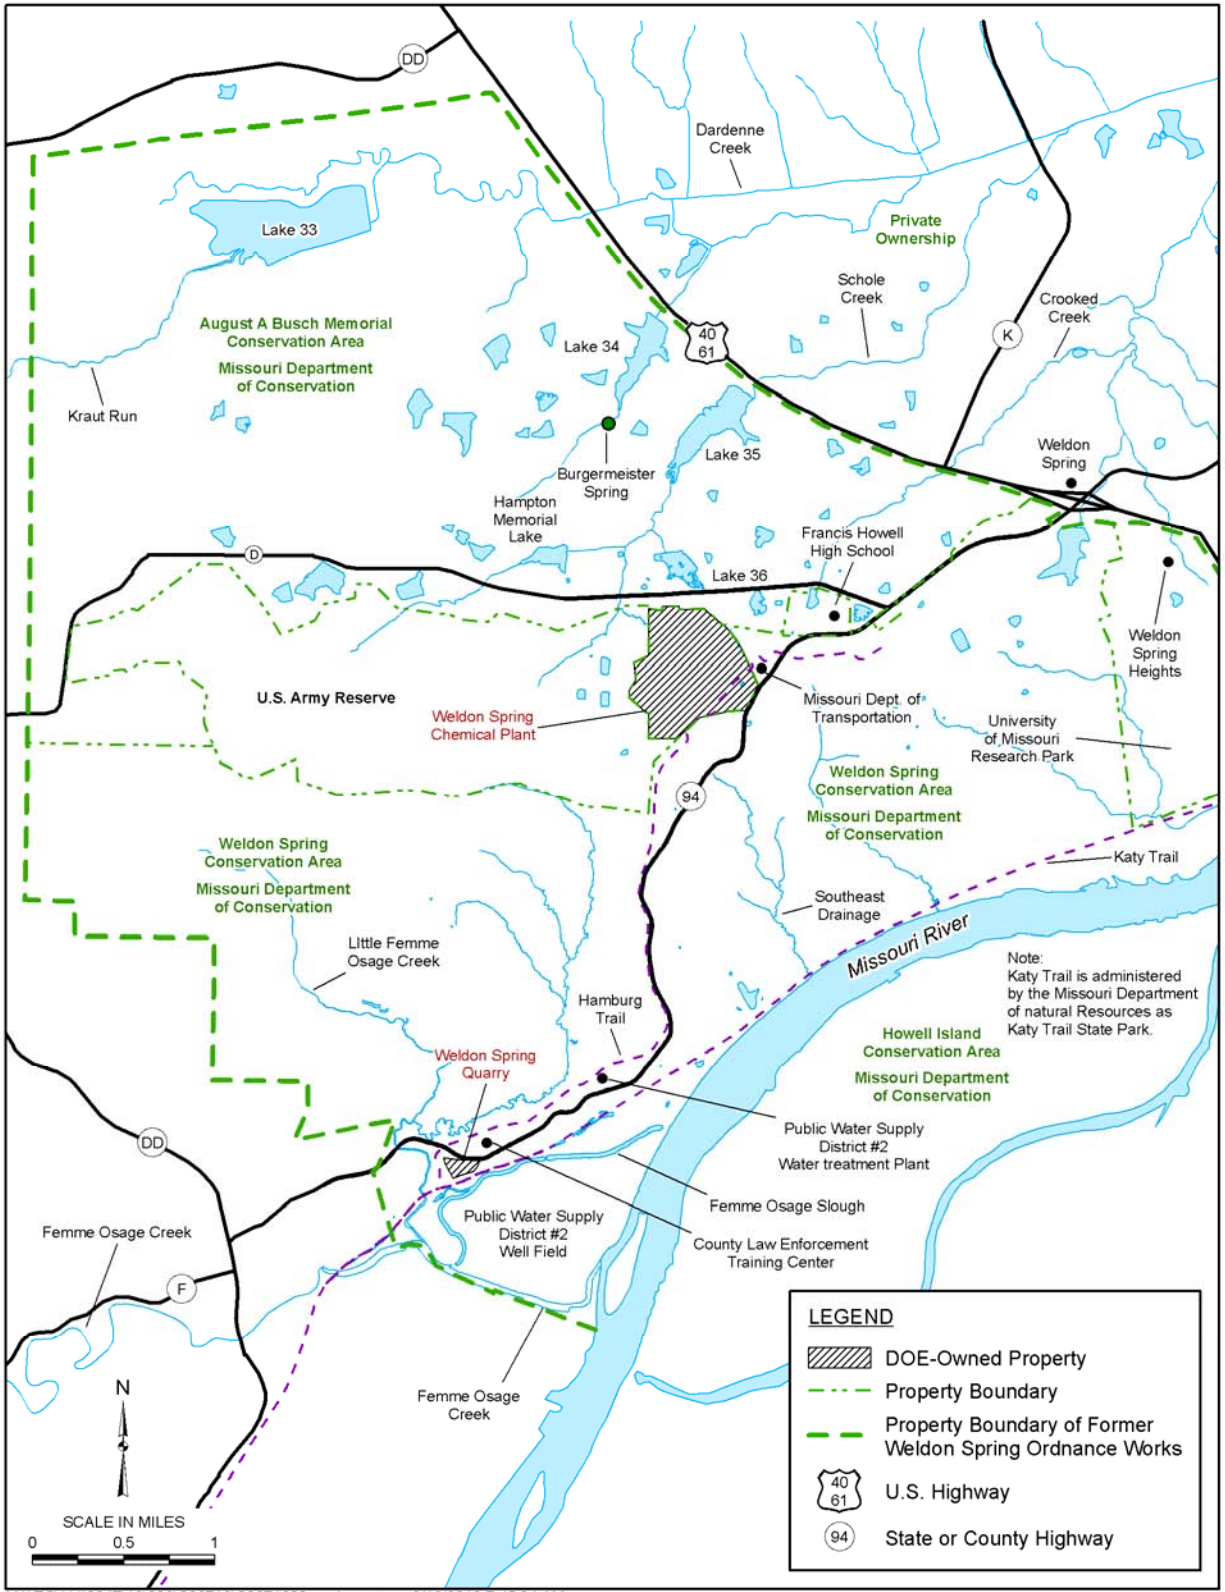 DD
Dardenne
Creek
Lake 33
Private
Ownership
Schole
Creek
Crooked
Creek
August A Busch Memorial
Conservation Area
Missouri Department
of Conservation
Lake 34
40
61
K
Kraut Run
Burgermeister
Spring
Lake 35
Weldon
Spring
Hampton
Memorial
Lake
Francis Howell
High School
D
Lake 36
Weldon
Spring
Heights
U.S. Army Reserve
Weldon Spring
Chemical Plant
Missouri Dept. of
Transportation
University
of Missouri
Research Park
94
Weldon Spring
Conservation Area
Missouri Department
of Conservation
Weldon Spring
Conservation Area
Missouri Department
of Conservation
Katy Trail
Southeast
Drainage
Missouri River
LIttle Femme
Osage Creek
Note:
Katy Trail is administered
by the Missouri Department
of natural Resources as
Katy Trail State Park.
Hamburg
Trail
Howell Island
Conservation Area
Missouri Department
of Conservation
Weldon Spring
Quarry
DD
Public Water Supply
District #2
Water treatment Plant
Femme Osage Slough
Public Water Supply
District #2
Well Field
County Law Enforcement
Training Center
Femme Osage Creek
F
Femme Osage
Creek
N
SCALE IN MILES
0 0.5 1
LEGEND
DOE-Owned Property
Property Boundary
Property Boundary of Former
Weldon Spring Ordnance Works
40
61
U.S. Highway
94
State or County Highway